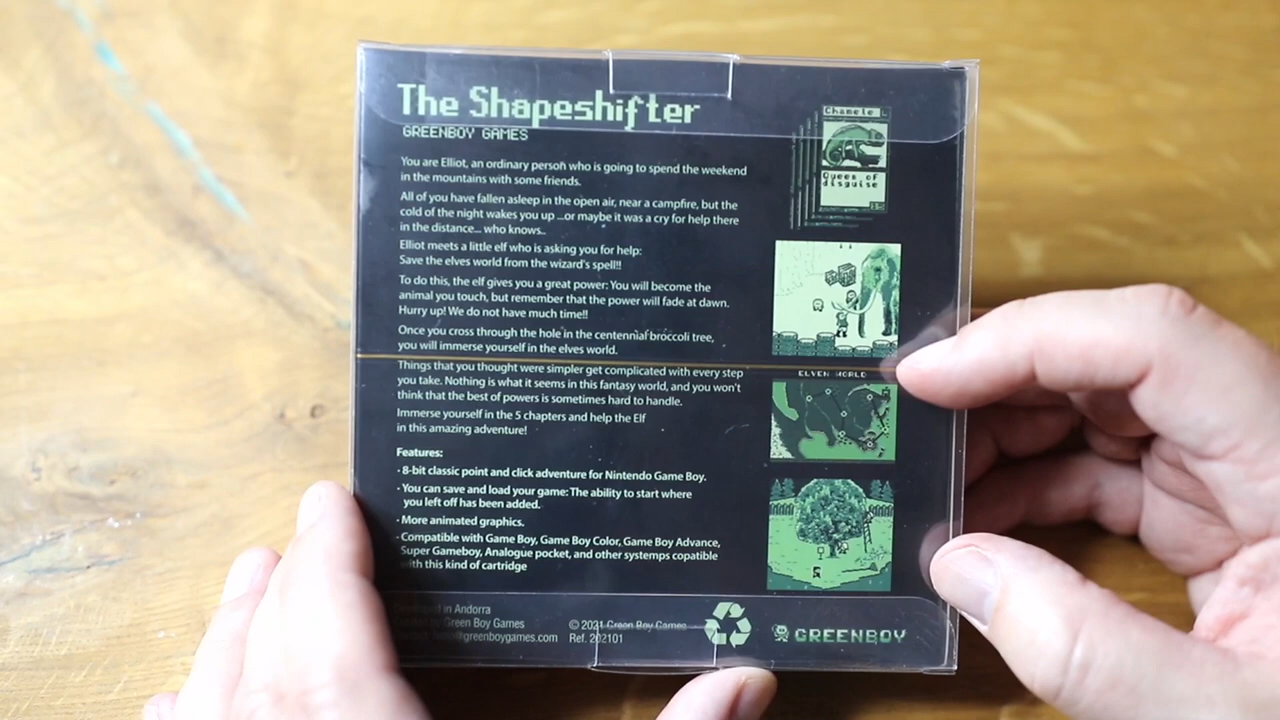 The Shapeshifter
GREENBOY GAMES
You are Elliot, an ordinary person who is going to spend the weekend
in the mountains with some friends.
All of you have fallen asleep in the open air, near a campfire, but the
cold of the night wakes you up ...or maybe it was a cry for help there
in the distance... who knows..
Elliot meets a little elf who is asking you for help:
Save the elves world from the wizard's spell!!
To do this, the elf gives you a great power: You will become the
animal you touch, but remember that the power will fade at dawn.
Hurry up! We do not have much time!!
Once you cross through the hole in the centennial broccoli tree,
you will immerse yourself in the elves world.
Things that you thought were simpler get complicated with every step
you take. Nothing is what it seems in this fantasy world, and you won't
think that the best of powers is sometimes hard to handle.
Immerse yourself in the 5 chapters and help the Elf
in this amazing adventure!
Features:
- 8-bit classic point and click adventure for Nintendo Game Boy.
- You can save and load your game: The ability to start where
you left off has been added.
- More animated graphics.
- Compatible with Game Boy, Game Boy Color, Game Boy Advance,
Super Gameboy, Analogue pocket, and other systemps copatible
with this kind of cartridge
Developed in Andorra
by Green Boy Games
greenboygames.com
© 2021 Green Boy Games
Ref. 202101
GREENBOY
Chamele
Queen of
disguise
ELVEN WORLD